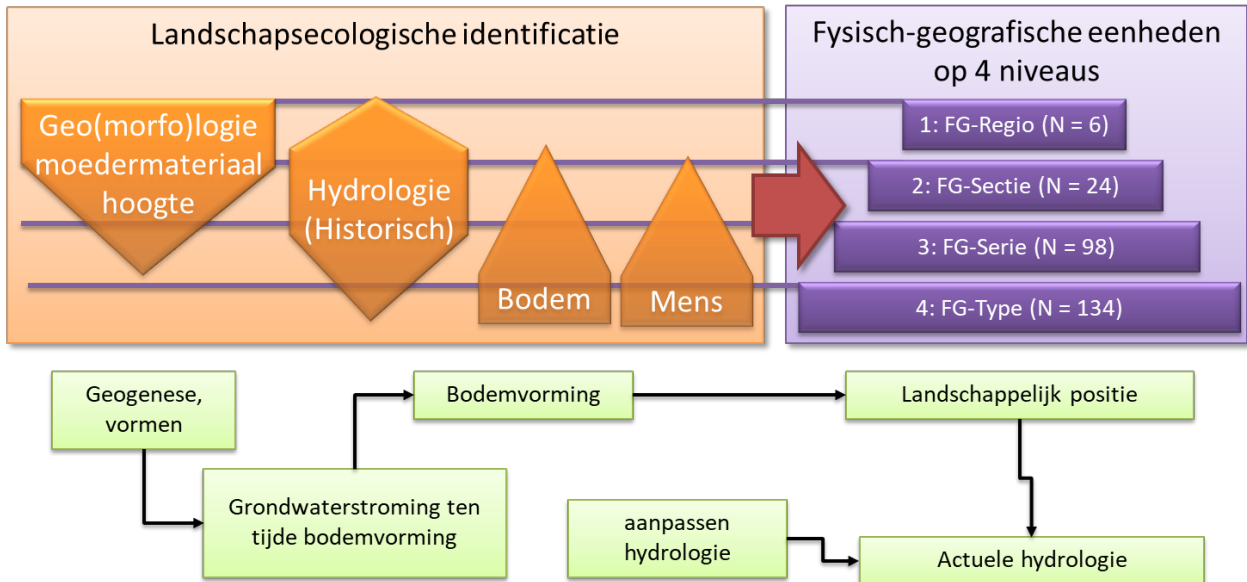 Landschapsecologische identificatie
Geo(morfo)logie
moedermateriaal
hoogte
Hydrologie
(Historisch)
Bodem
Mens
Fysisch-geografische eenheden
op 4 niveaus
1: FG-Regio (N = 6)
2: FG-Sectie (N = 24)
3: FG-Serie (N = 98)
4: FG-Type (N = 134)
Geogenese,
vormen
Grondwaterstroming ten
tijde bodemvorming
Bodemvorming
Landschappelijk positie
aanpassen
hydrologie
Actuele hydrologie